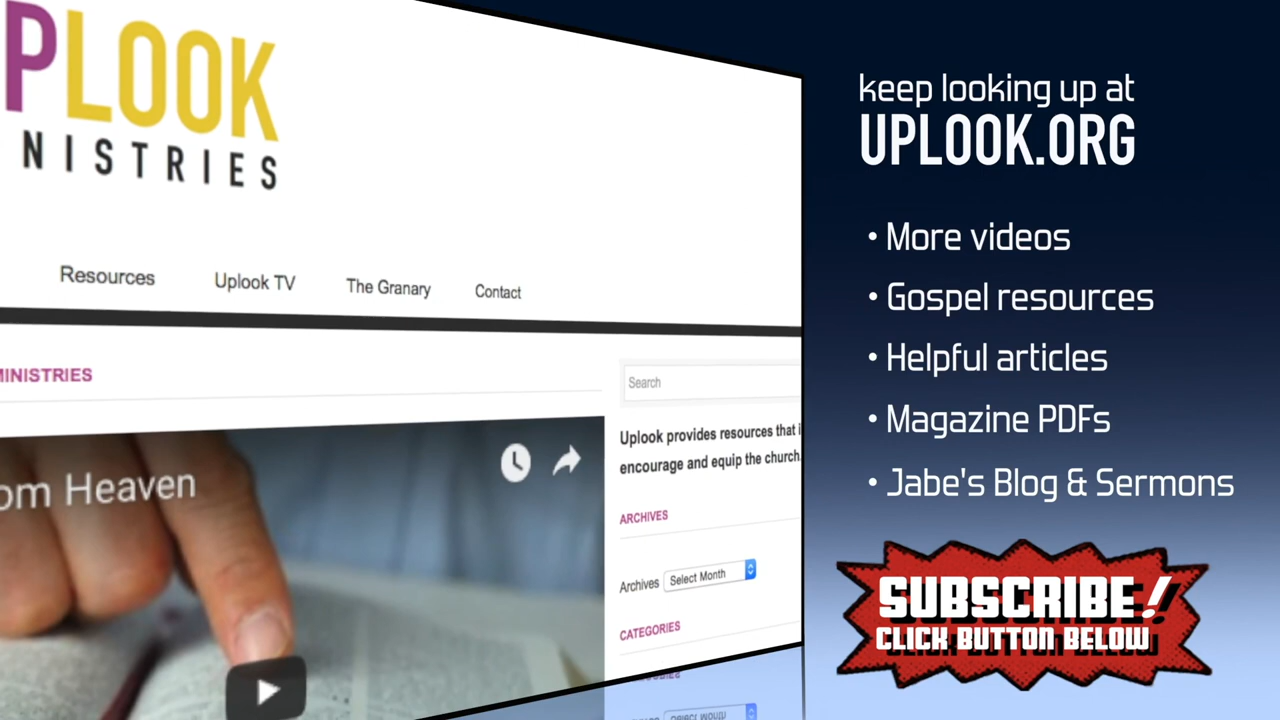 PLOOK
NISTRIES
Resources
Uplook TV
The Granary
Contact
MINISTRIES
Search
Uplook provides resources that
encourage and equip the church.
ARCHIVES
Archives
Select Month
CATEGORIES
om Heaven
keep looking up at
UPLOOK.ORG
• More videos
• Gospel resources
• Helpful articles
• Magazine PDFs
• Jabe's Blog & Sermons
SUBSCRIBE!
CLICK BUTTON BELOW